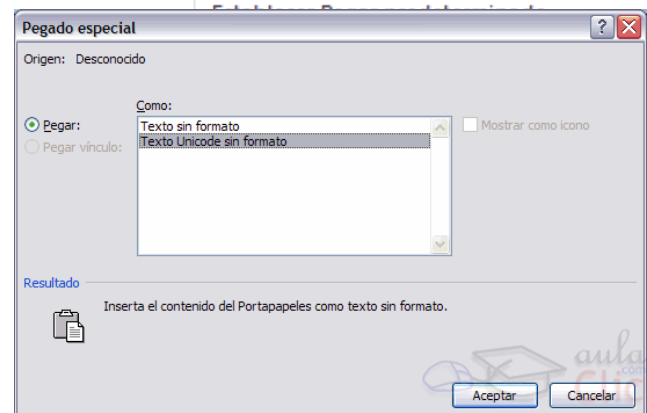 Pegado especial
Origen: Desconocido
Como:
Pegar:
Pegar vínculo:
Texto sin formato
Texto Unicode sin formato
Mostrar como icono
Resultado
Inserta el contenido del Portapapeles como texto sin formato.
aula
.com
Clic
Aceptar
Cancelar